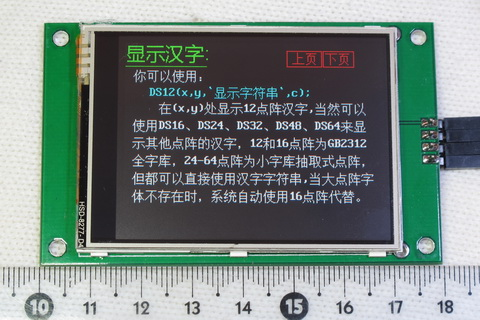 显示汉字:
上页 下页
你可以使用:
DS12(x,y,`显示字符串`,c);
在(x,y)处显示12点阵汉字,当然可以
使用DS16、DS24、DS32、DS48、DS64来显
示其他点阵的汉字, 12和16点阵为GB2312
全字库, 24-64点阵为小字库抽取式点阵,
但都可以直接使用汉字字符串,当大点阵字
体不存在时, 系统自动使用16点阵代替。
HSD-8277-D4
10 11 12 13 14 15 16 17 18